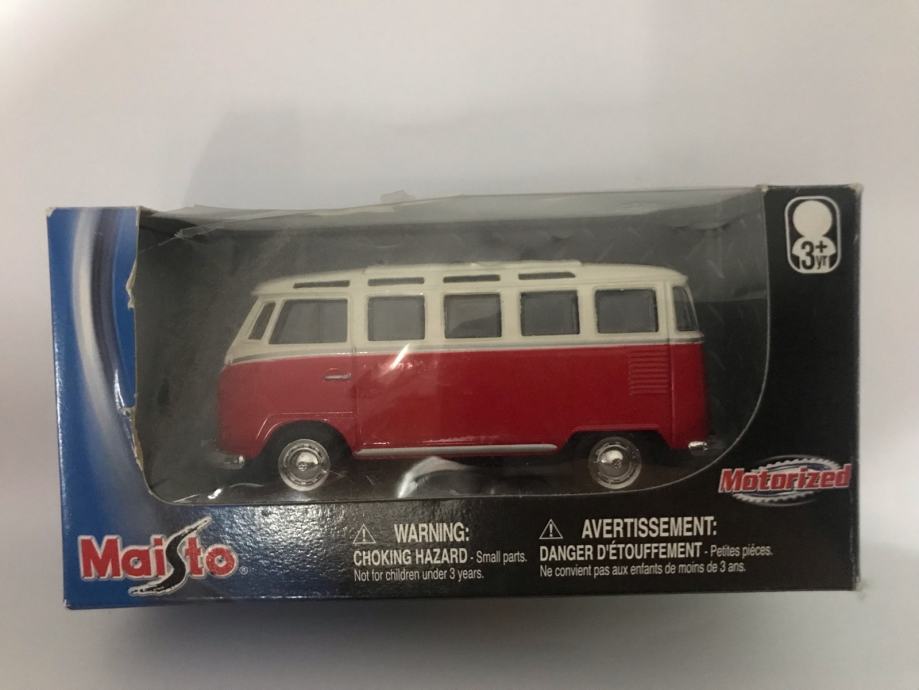 3+
yr
Motorized
Maisto®
WARNING:
CHOKING HAZARD - Small parts.
Not for children under 3 years.
AVERTISSEMENT:
DANGER D'ÉTOUFFEMENT - Petites piéces.
Ne convient pas aux enfants de moins de 3 ans.